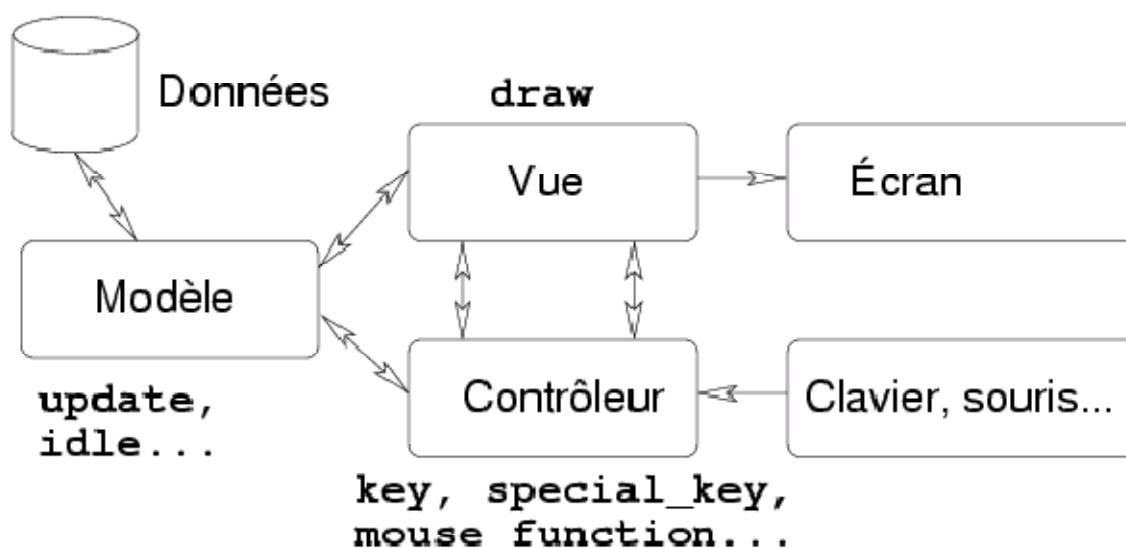 Données
draw
Vue
Écran
Modèle
Contrôleur
Clavier, souris...
update,
idle...
key, special_key,
mouse function...